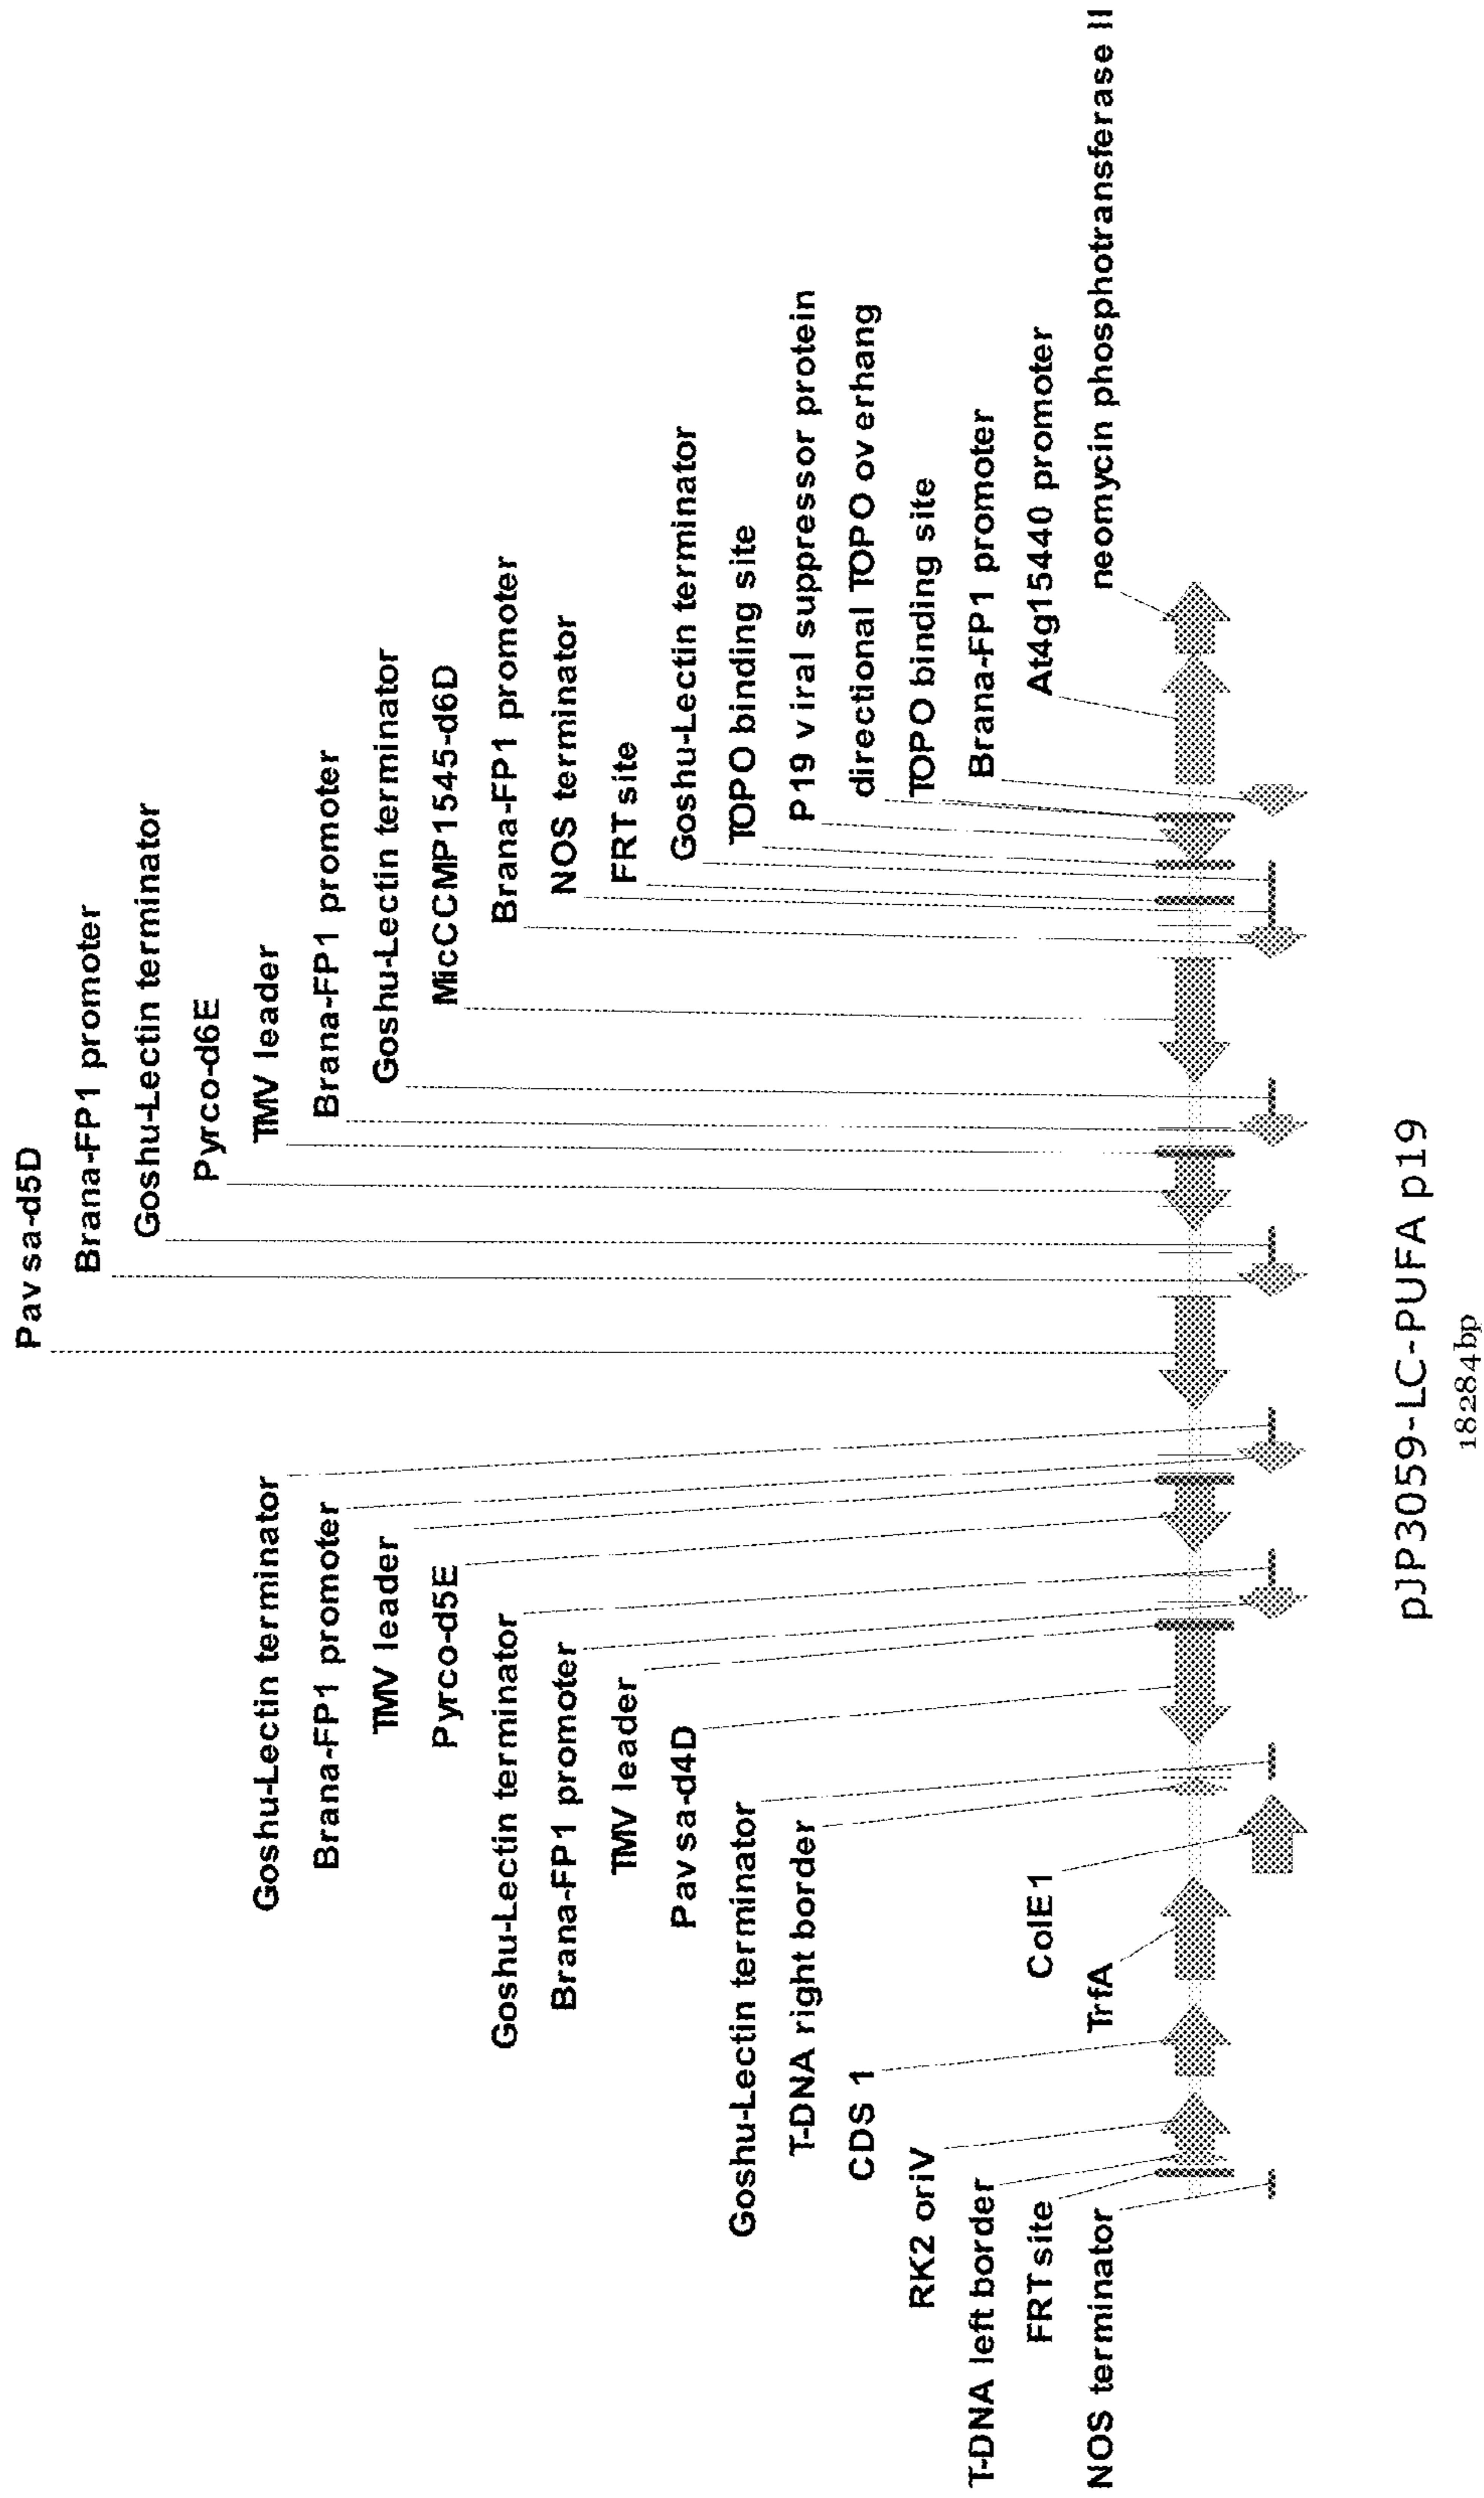 NOS terminator
FRT site
T-DNA left border
RK2 oriV
CDS 1
TrfA
ColE1
T-DNA right border
Goshu-Lectin terminator
Pavsa-d4D
TMV leader
Brana-FP1 promoter
Goshu-Lectin terminator
Pyrco-d5E
TMV leader
Brana-FP1 promoter
Goshu-Lectin terminator
Pavsa-d5D
Brana-FP1 promoter
Goshu-Lectin terminator
Pyrco-d6E
TMV leader
Brana-FP1 promoter
Goshu-Lectin terminator
MicCCMP1545-d6D
Brana-FP1 promoter
NOS terminator
FRT site
Goshu-Lectin terminator
TOPO binding site
P19 viral suppressor protein
directional TOPO overhang
TOPO binding site
Brana-FP1 promoter
At4g15440 promoter
neomycin phosphotransferase II
pJP3059-LC-PUFA p19
18284bp